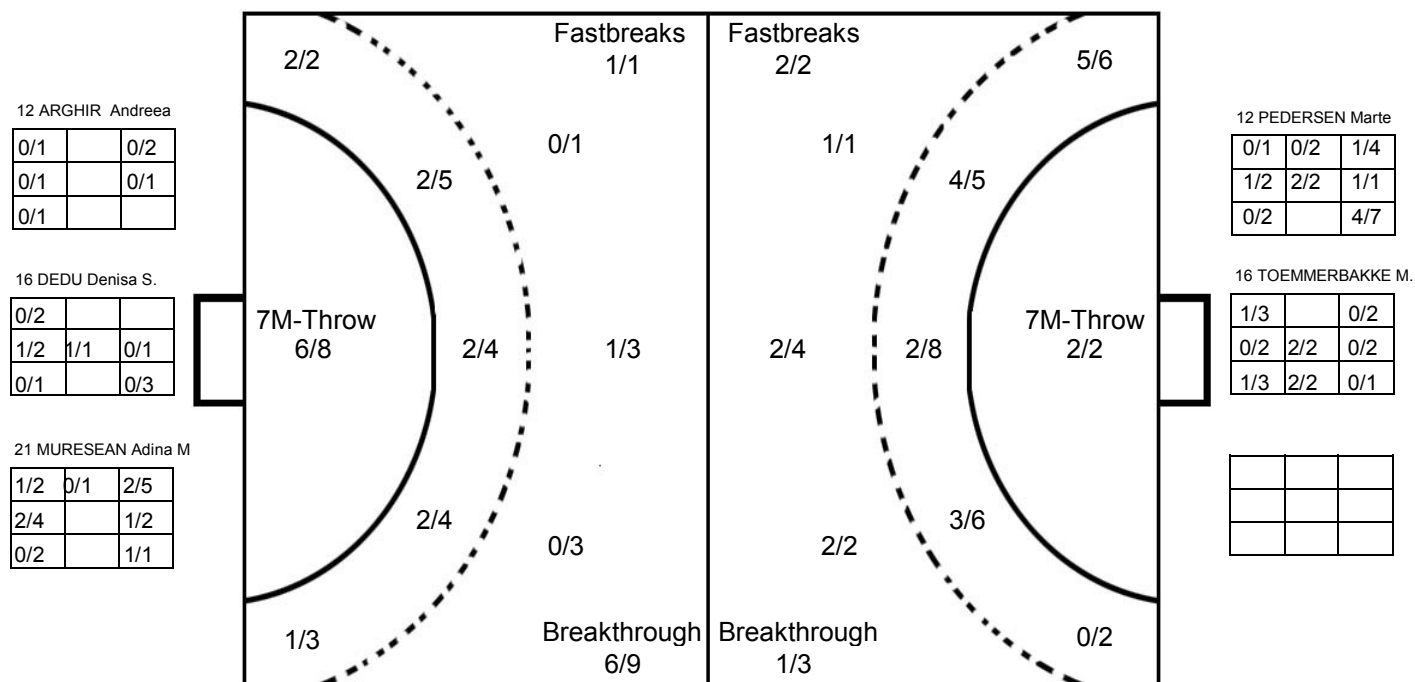 Fastbreaks Fastbreaks
2/2 1/1 2/2 5/6
12 ARGHIR Andreea
0/1 0/2
0/1 0/1
0/1
0/1 1/1
12 PEDERSEN Marte
0/1 0/2 1/4
1/2 2/2 1/1
0/2 4/7
2/5 4/5
16 DEDU Denisa S.
0/2
1/2 1/1 0/1
0/1 0/3
16 TOEMMERBAKKE M.
1/3 0/2
0/2 2/2 0/2
1/3 2/2 0/1
7M-Throw 7M-Throw
6/8 2/4 1/3 2/4 2/8 2/2
21 MURESEAN Adina M
1/2 0/1 2/5
2/4 1/2
0/2 1/1
2/4 3/6
0/3 2/2
1/3 Breakthrough Breakthrough 0/2
6/9 1/3